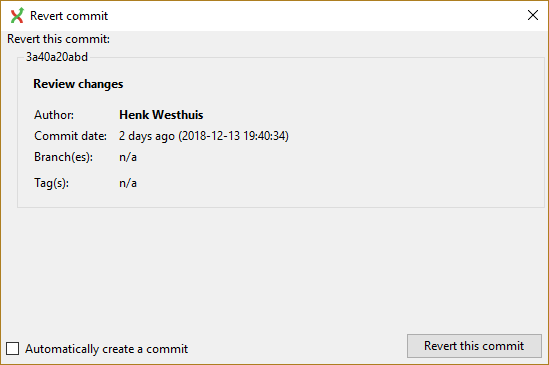 Revert commit
Revert this commit:
3a40a20abd
Review changes
Author: Henk Westhuis
Commit date: 2 days ago (2018-12-13 19:40:34)
Branch(es): n/a
Tag(s): n/a
Automatically create a commit
Revert this commit